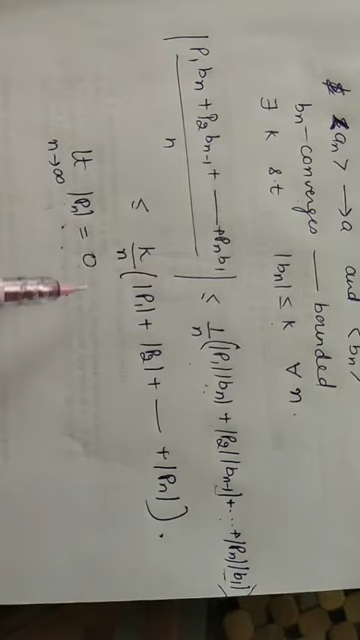 <an> → a and <bn>
bn - converges — bounded
∃ k s.t |bn| ≤ k ∀ n.
|P1bn + P2bn-1 + — + Pnb1 / n| ≤ 1/n (|P1||bn| + |P2||bn-1| + ... + |Pn||b1|)
≤ k/n (|P1| + |P2| + — + |Pn|).
lt n→∞ |Pn| = 0